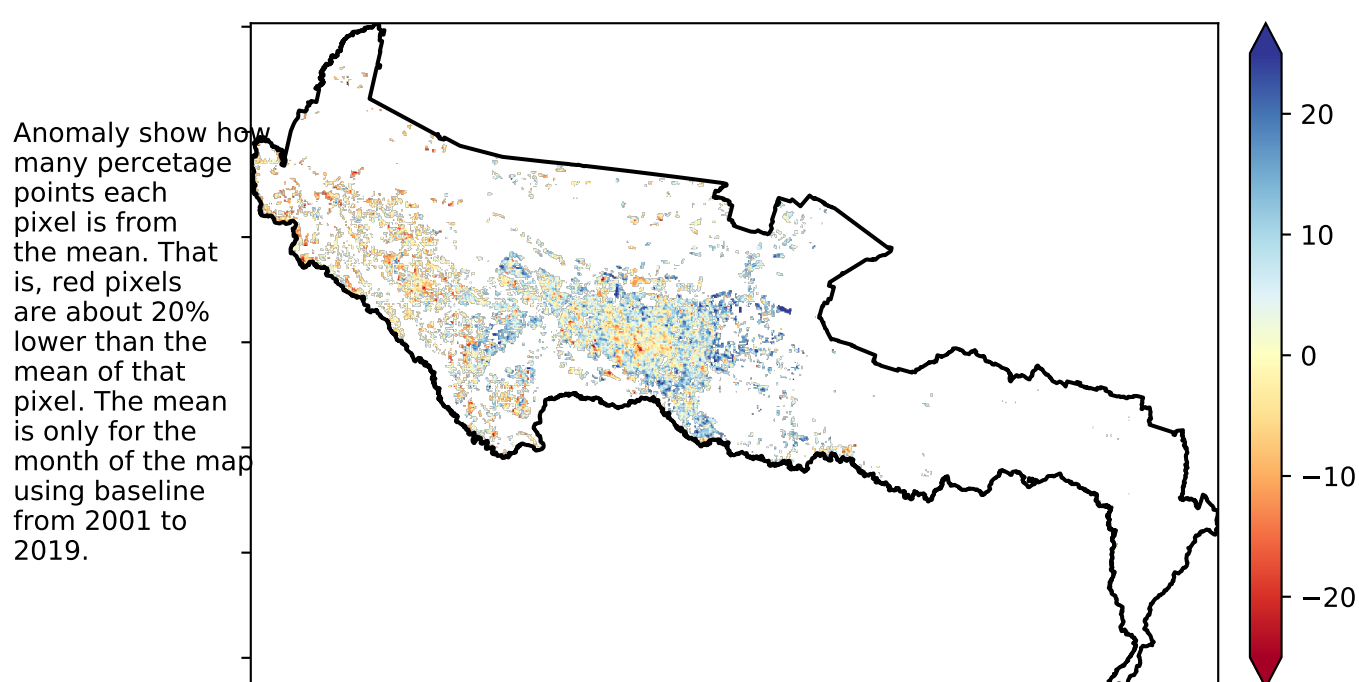 Anomaly show how
many percetage
points each
pixel is from
the mean. That
is, red pixels
are about 20%
lower than the
mean of that
pixel. The mean
is only for the
month of the map
using baseline
from 2001 to
2019.
20
10
0
−10
−20